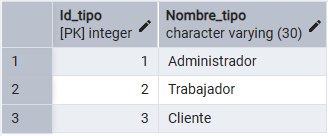 Id_tipo Nombre_tipo
[PK] integer character varying (30)
1 1 Administrador
2 2 Trabajador
3 3 Cliente